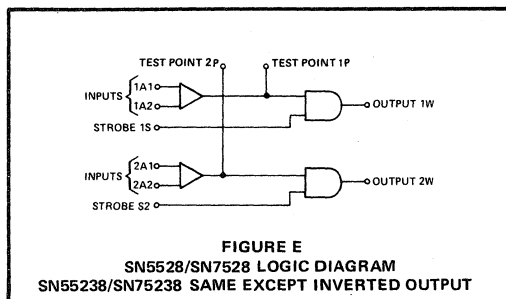 TEST POINT 2P
TEST POINT 1P
INPUTS
1A1
1A2
OUTPUT 1W
STROBE 1S
INPUTS
2A1
2A2
OUTPUT 2W
STROBE S2
FIGURE E
SN5528/SN7528 LOGIC DIAGRAM
SN55238/SN75238 SAME EXCEPT INVERTED OUTPUT